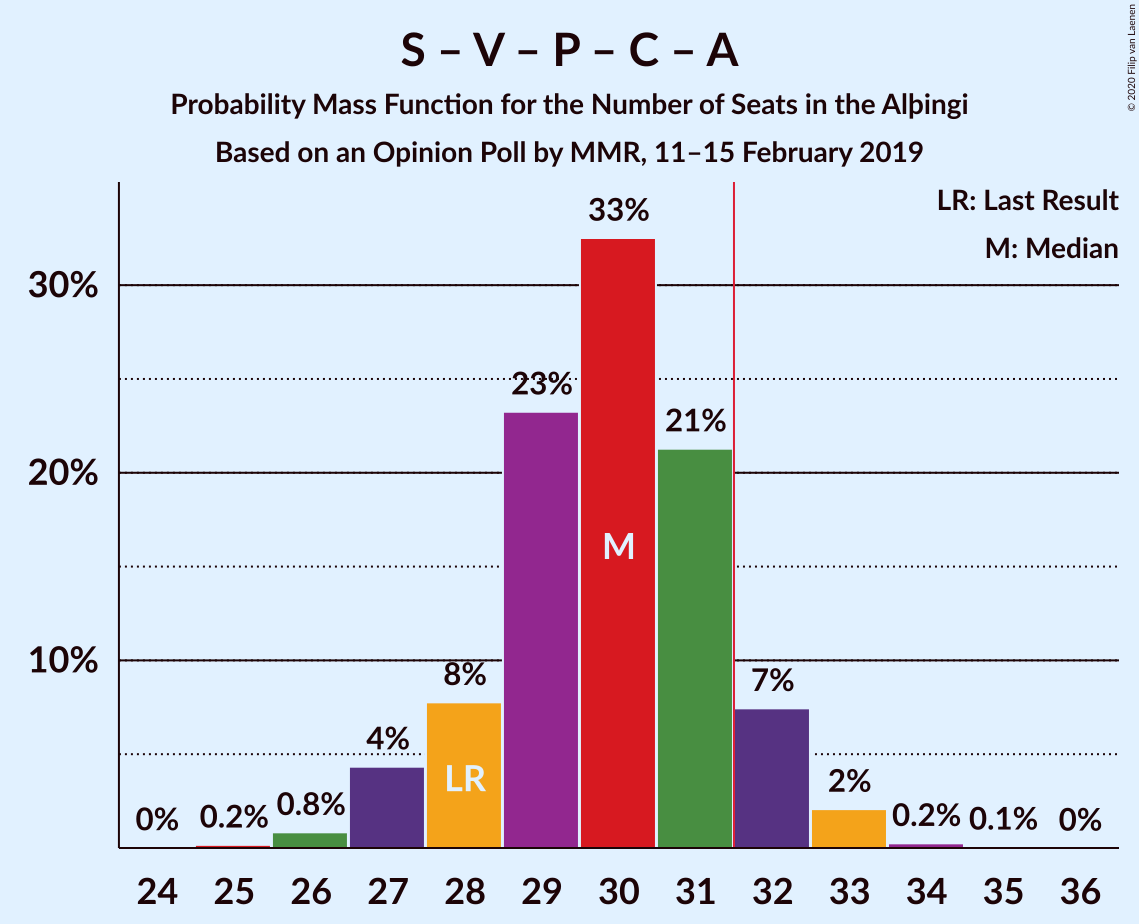 S – V – P – C – A
Probability Mass Function for the Number of Seats in the Alþingi
Based on an Opinion Poll by MMR, 11–15 February 2019
© 2020 Filip van Laenen
LR: Last Result
M: Median
30%
20%
10%
0%
0.2%
0.8%
4%
8%
23%
33%
21%
7%
2%
0.2%
0.1%
0%
LR
M
24 25 26 27 28 29 30 31 32 33 34 35 36